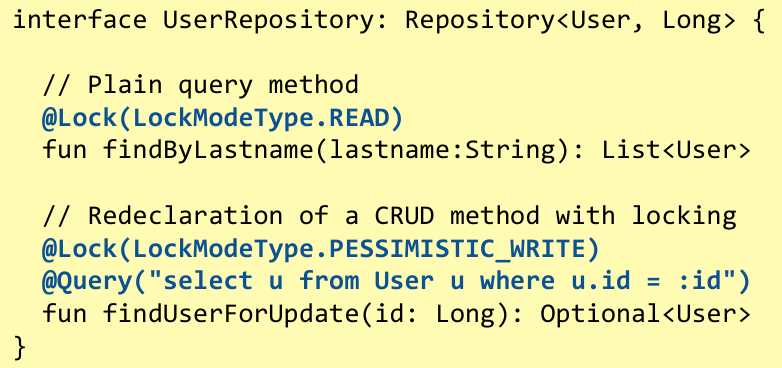 interface UserRepository: Repository<User, Long> {
// Plain query method
@Lock(LockModeType.READ)
fun findByLastname(lastname:String): List<User>
// Redeclaration of a CRUD method with locking
@Lock(LockModeType.PESSIMISTIC_WRITE)
@Query("select u from User u where u.id = :id")
fun findUserForUpdate(id: Long): Optional<User>
}